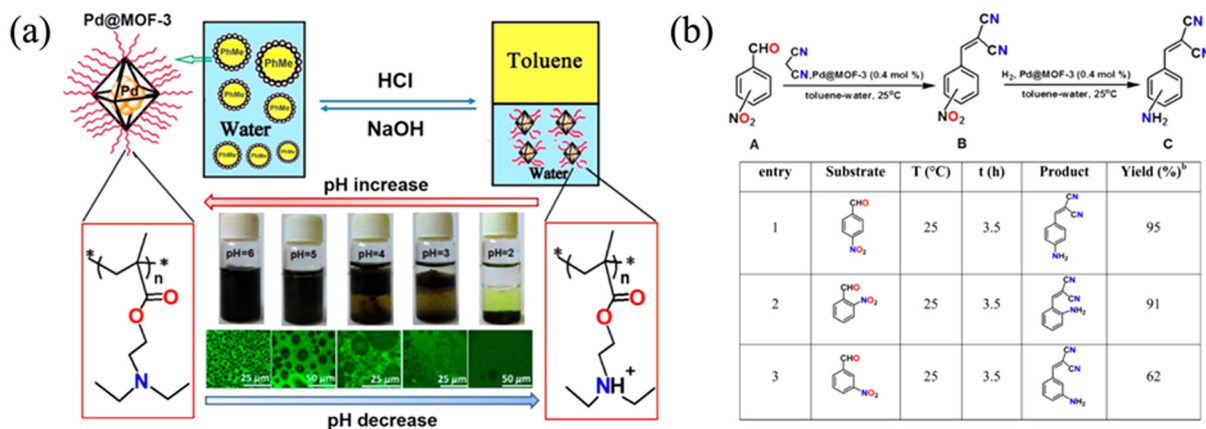 (a)
Pd@MOF-3
Pd
PhMe
PhMe
PhMe
PhMe
PhMe
PhMe
PhMe
Water
HCl
NaOH
Toluene
Water
pH increase
pH=6
pH=5
pH=4
pH=3
pH=2
25 µm
50 µm
25 µm
25 µm
50 µm
pH decrease
*
*
n
O
O
N
*
*
n
O
O
NH
+
(b)
CHO
NO₂
A
CN
CN,Pd@MOF-3 (0.4 mol %)
toluene-water, 25°C
CN
CN
NO₂
B
H₂, Pd@MOF-3 (0.4 mol %)
toluene-water, 25°C
CN
CN
NH₂
C
entry Substrate T (°C) t (h) Product Yield (%)ᵇ
1 CHO NO₂ 25 3.5 CN CN NH₂ 95
2 CHO NO₂ 25 3.5 CN CN NH₂ 91
3 CHO NO₂ 25 3.5 CN CN NH₂ 62